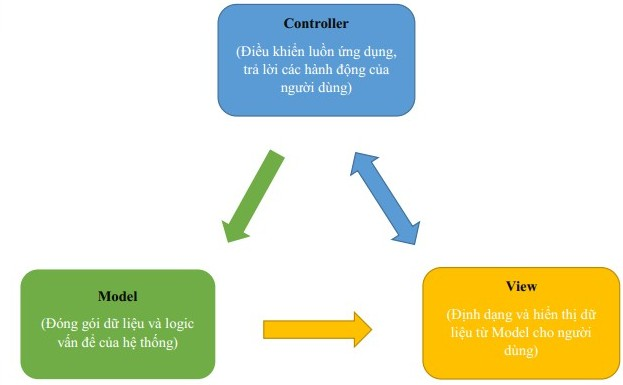 Controller
(Điều khiển luồn ứng dụng,
trả lời các hành động của
người dùng)
Model
(Đóng gói dữ liệu và logic
vấn đề của hệ thống)
View
(Định dạng và hiển thị dữ
liệu từ Model cho người
dùng)